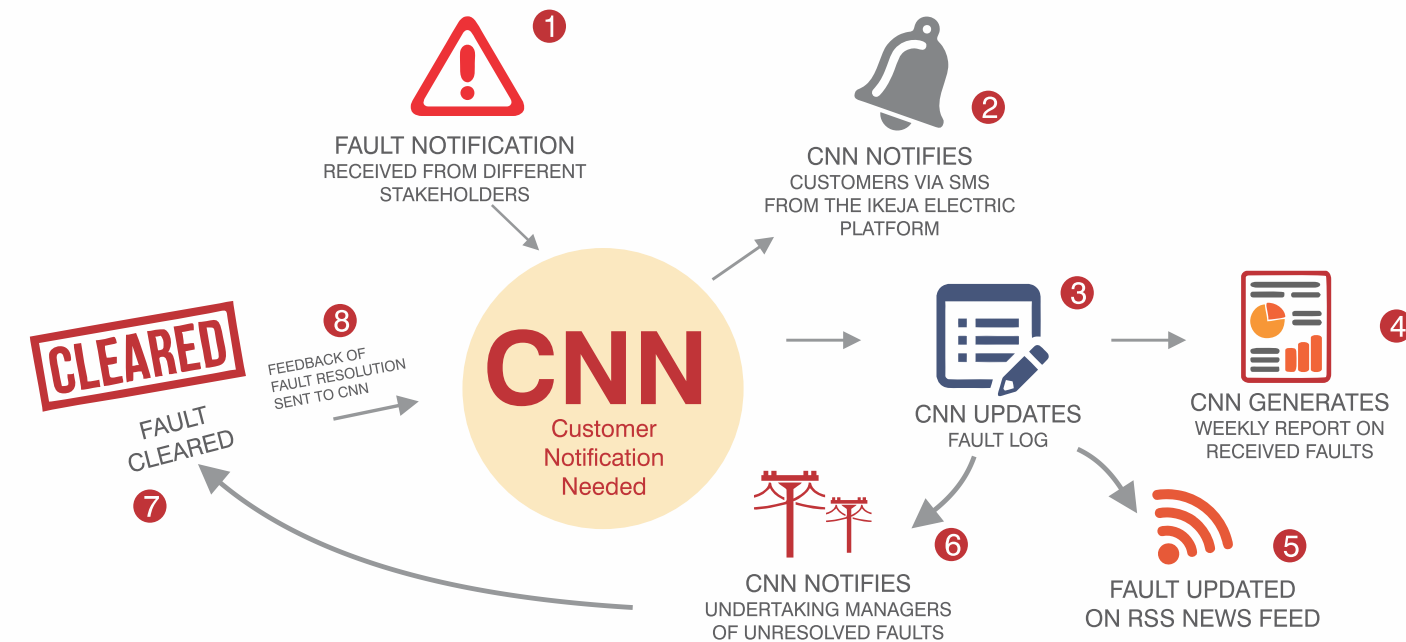 1
FAULT NOTIFICATION
RECEIVED FROM DIFFERENT
STAKEHOLDERS
2
CNN NOTIFIES
CUSTOMERS VIA SMS
FROM THE IKEJA ELECTRIC
PLATFORM
3
CNN UPDATES
FAULT LOG
4
CNN GENERATES
WEEKLY REPORT ON
RECEIVED FAULTS
5
FAULT UPDATED
ON RSS NEWS FEED
6
CNN NOTIFIES
UNDERTAKING MANAGERS
OF UNRESOLVED FAULTS
CLEARED
FAULT
CLEARED
7
8
FEEDBACK OF
FAULT RESOLUTION
SENT TO CNN
CNN
Customer
Notification
Needed